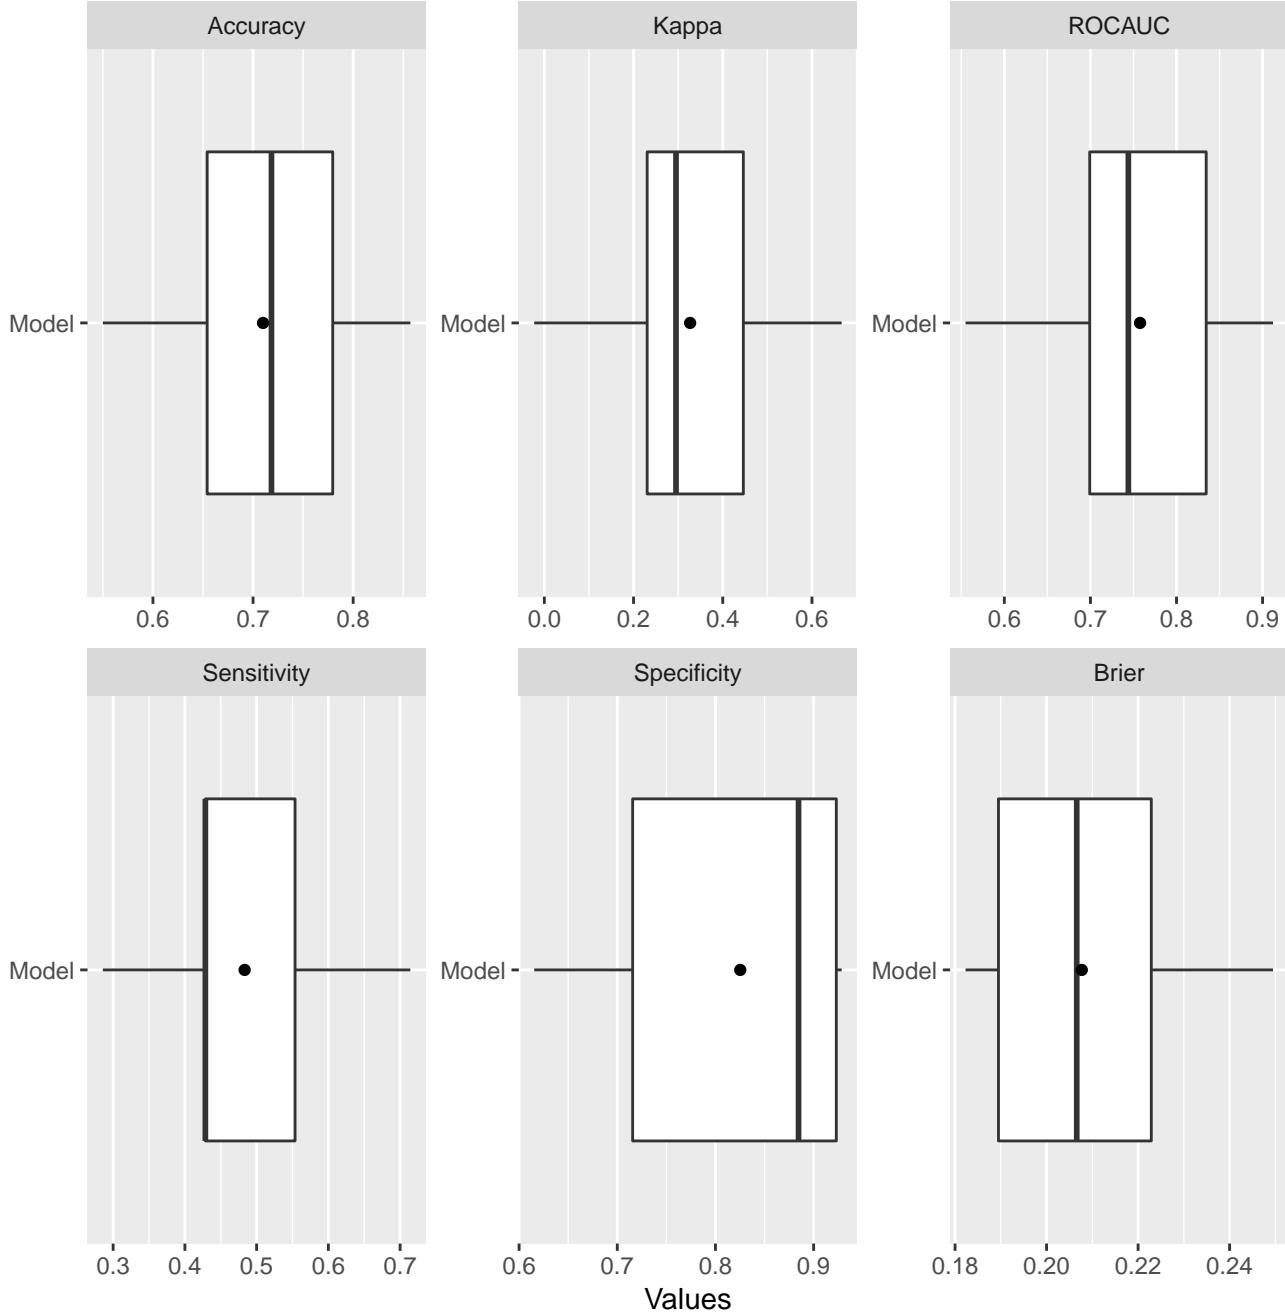 Accuracy Kappa ROCAUC
Model Model Model
0.6 0.7 0.8 0.0 0.2 0.4 0.6 0.6 0.7 0.8 0.9
Sensitivity Specificity Brier
Model Model Model
0.3 0.4 0.5 0.6 0.7 0.6 0.7 0.8 0.9 0.18 0.20 0.22 0.24
Values